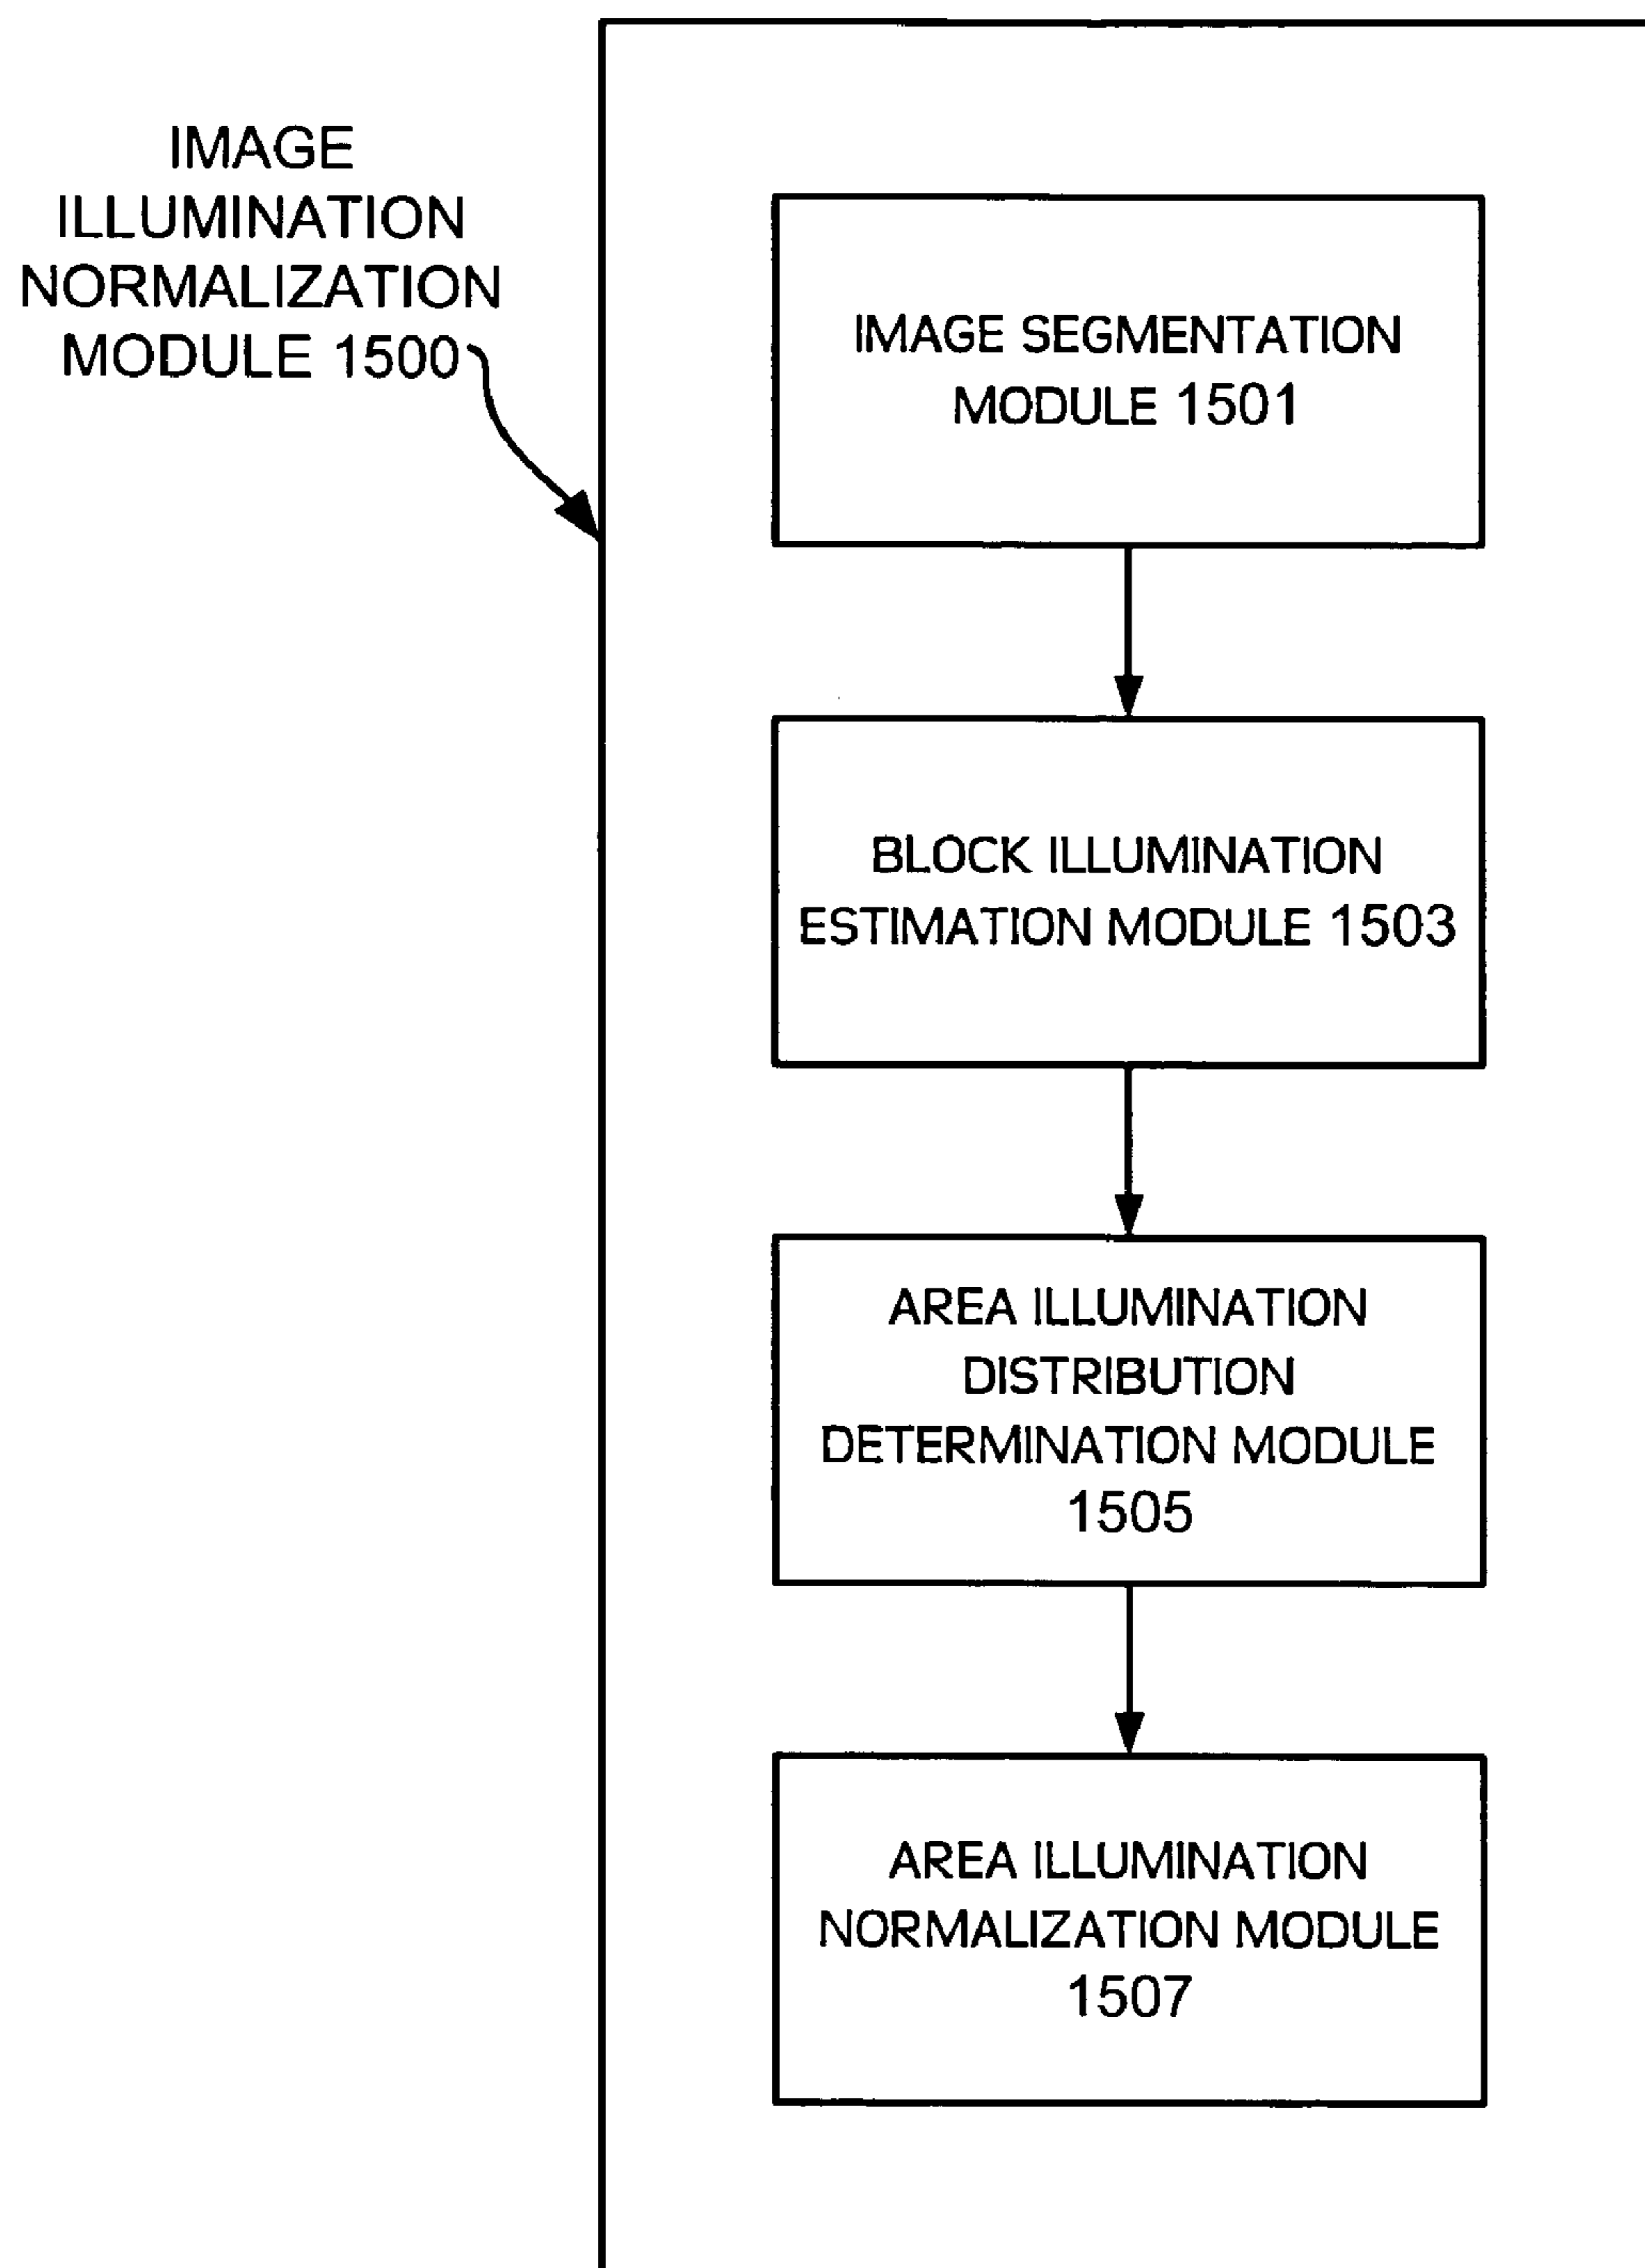 IMAGE
ILLUMINATION
NORMALIZATION
MODULE 1500
IMAGE SEGMENTATION
MODULE 1501
BLOCK ILLUMINATION
ESTIMATION MODULE 1503
AREA ILLUMINATION
DISTRIBUTION
DETERMINATION MODULE
1505
AREA ILLUMINATION
NORMALIZATION MODULE
1507